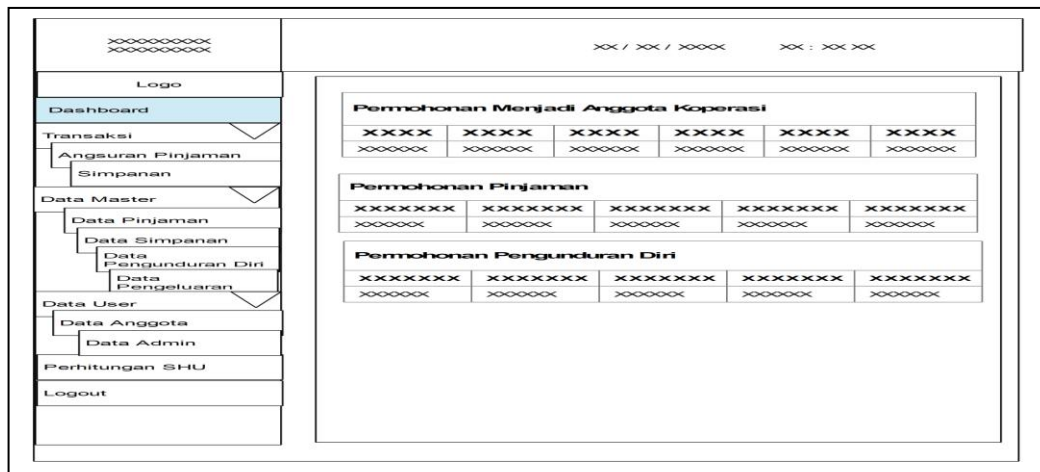 XXXXXXXXXX
XXXXXXXXXX
XX / XX / XXXX XX : XX XX
Logo
Dashboard
Transaksi
Angsuran Pinjaman
Simpanan
Data Master
Data Pinjaman
Data Simpanan
Data
Pengunduran Diri
Data
Pengeluaran
Data User
Data Anggota
Data Admin
Perhitungan SHU
Logout
Permohonan Menjadi Anggota Koperasi
XXXX XXXX XXXX XXXX XXXX XXXX
XXXXXX XXXXXX XXXXXX XXXXXX XXXXXX XXXXXX
Permohonan Pinjaman
XXXXXXX XXXXXXX XXXXXXX XXXXXXX XXXXXXX
XXXXXX XXXXXX XXXXXX XXXXXX XXXXXX
Permohonan Pengunduran Diri
XXXXXXX XXXXXXX XXXXXXX XXXXXXX XXXXXXX
XXXXXX XXXXXX XXXXXX XXXXXX XXXXXX